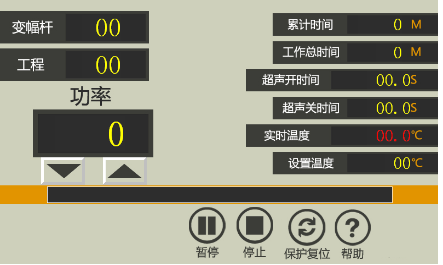 变幅杆 00
工程 00
功率
0
累计时间 0 M
工作总时间 0 M
超声开时间 00.0S
超声关时间 00.0S
实时温度 00.0℃
设置温度 00℃
暂停 停止 保护复位 帮助